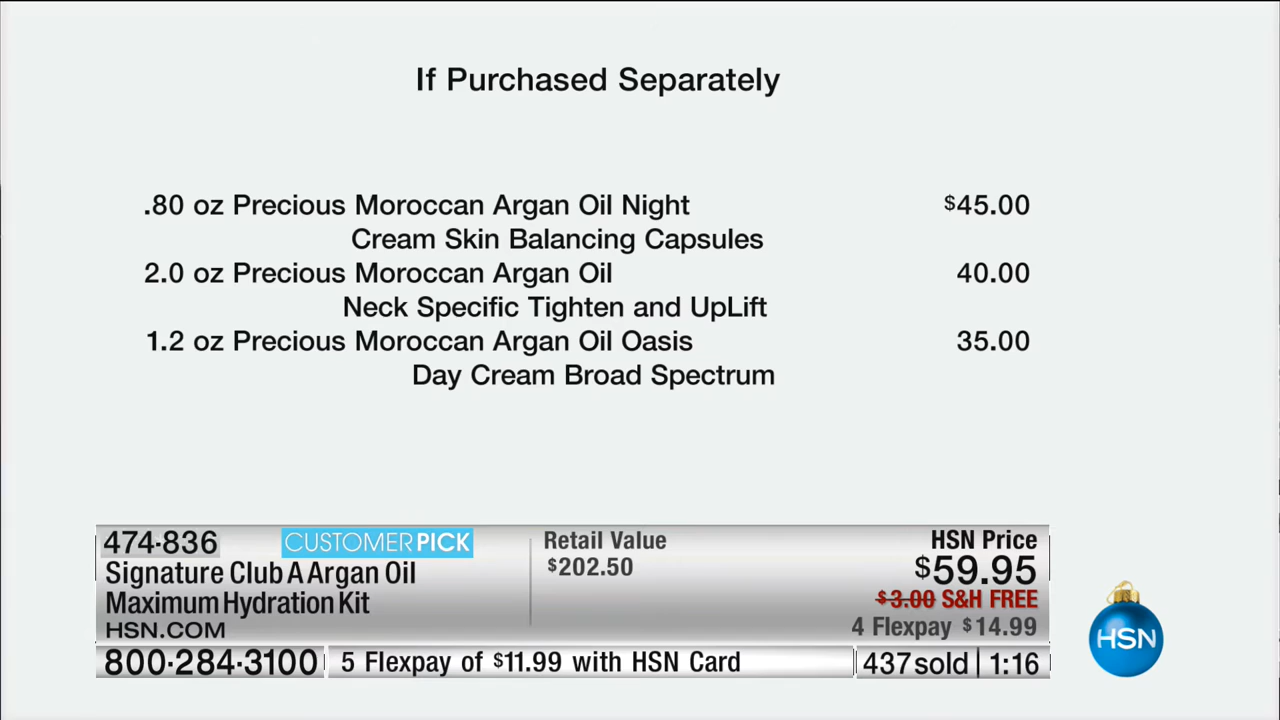 If Purchased Separately
.80 oz Precious Moroccan Argan Oil Night $45.00
Cream Skin Balancing Capsules
2.0 oz Precious Moroccan Argan Oil 40.00
Neck Specific Tighten and UpLift
1.2 oz Precious Moroccan Argan Oil Oasis 35.00
Day Cream Broad Spectrum
474·836 CUSTOMERPICK
Signature Club A Argan Oil
Maximum Hydration Kit
HSN.COM
Retail Value
$202.50
HSN Price
$59.95
$3.00 S&H FREE
4 Flexpay $14.99
800·284·3100 5 Flexpay of $11.99 with HSN Card 437 sold 1:16
HSN